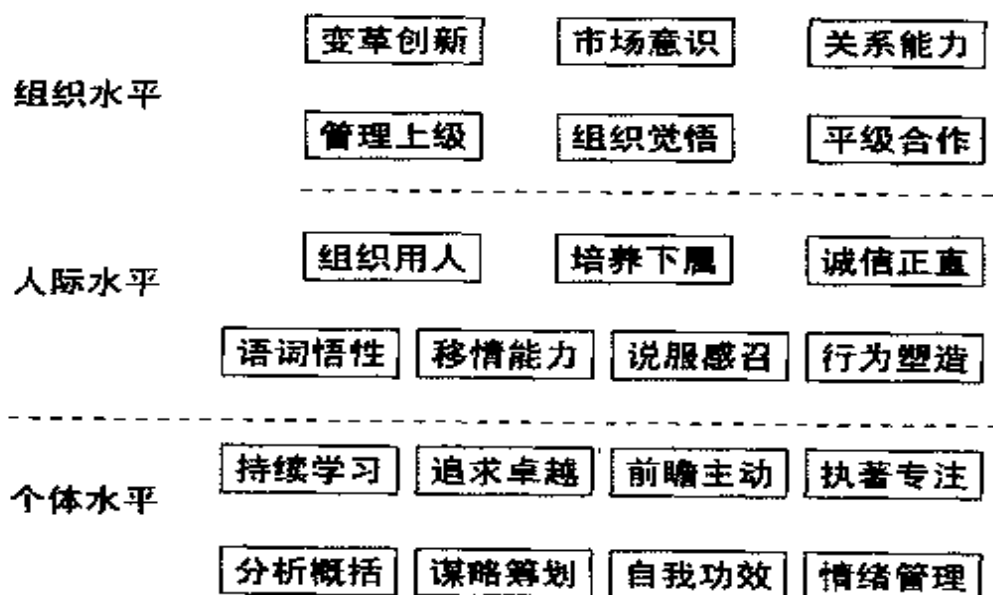 变革创新 市场意识 关系能力
组织水平
管理上级 组织觉悟 平级合作
组织用人 培养下属 诚信正直
人际水平
语词悟性 移情能力 说服感召 行为塑造
持续学习 追求卓越 前瞻主动 执著专注
个体水平
分析概括 谋略筹划 自我功效 情绪管理